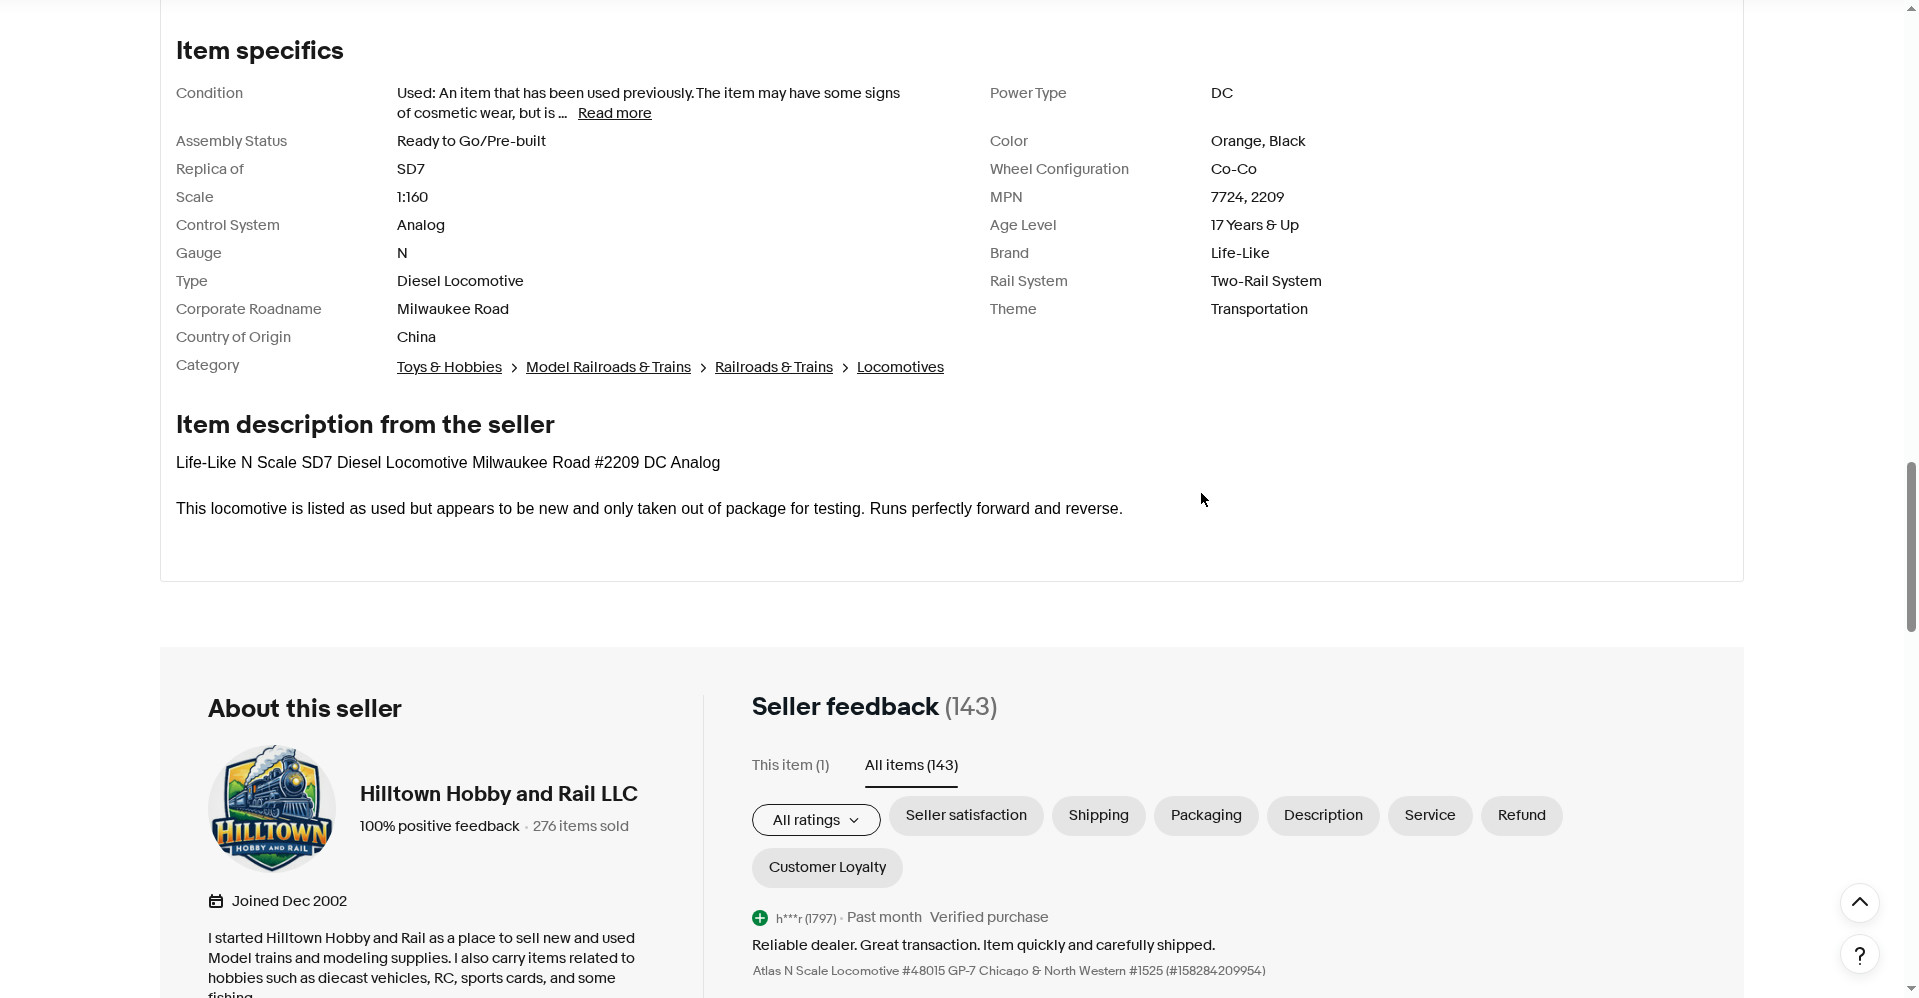 Item specifics
Condition
Used: An item that has been used previously. The item may have some signs
of cosmetic wear, but is ... Read more
Power Type
DC
Assembly Status
Ready to Go/Pre-built
Color
Orange, Black
Replica of
SD7
Wheel Configuration
Co-Co
Scale
1:160
MPN
7724, 2209
Control System
Analog
Age Level
17 Years & Up
Gauge
N
Brand
Life-Like
Type
Diesel Locomotive
Rail System
Two-Rail System
Corporate Roadname
Milwaukee Road
Theme
Transportation
Country of Origin
China
Category
Toys & Hobbies > Model Railroads & Trains > Railroads & Trains > Locomotives
Item description from the seller
Life-Like N Scale SD7 Diesel Locomotive Milwaukee Road #2209 DC Analog
This locomotive is listed as used but appears to be new and only taken out of package for testing. Runs perfectly forward and reverse.
About this seller
HILLTOWN
HOBBY AND RAIL
Hilltown Hobby and Rail LLC
100% positive feedback · 276 items sold
Joined Dec 2002
I started Hilltown Hobby and Rail as a place to sell new and used
Model trains and modeling supplies. I also carry items related to
hobbies such as diecast vehicles, RC, sports cards, and some
fishing
Seller feedback (143)
This item (1)
All items (143)
All ratings
Seller satisfaction
Shipping
Packaging
Description
Service
Refund
Customer Loyalty
h***r (1797) · Past month Verified purchase
Reliable dealer. Great transaction. Item quickly and carefully shipped.
Atlas N Scale Locomotive #48015 GP-7 Chicago & North Western #1525 (#158284209954)
?